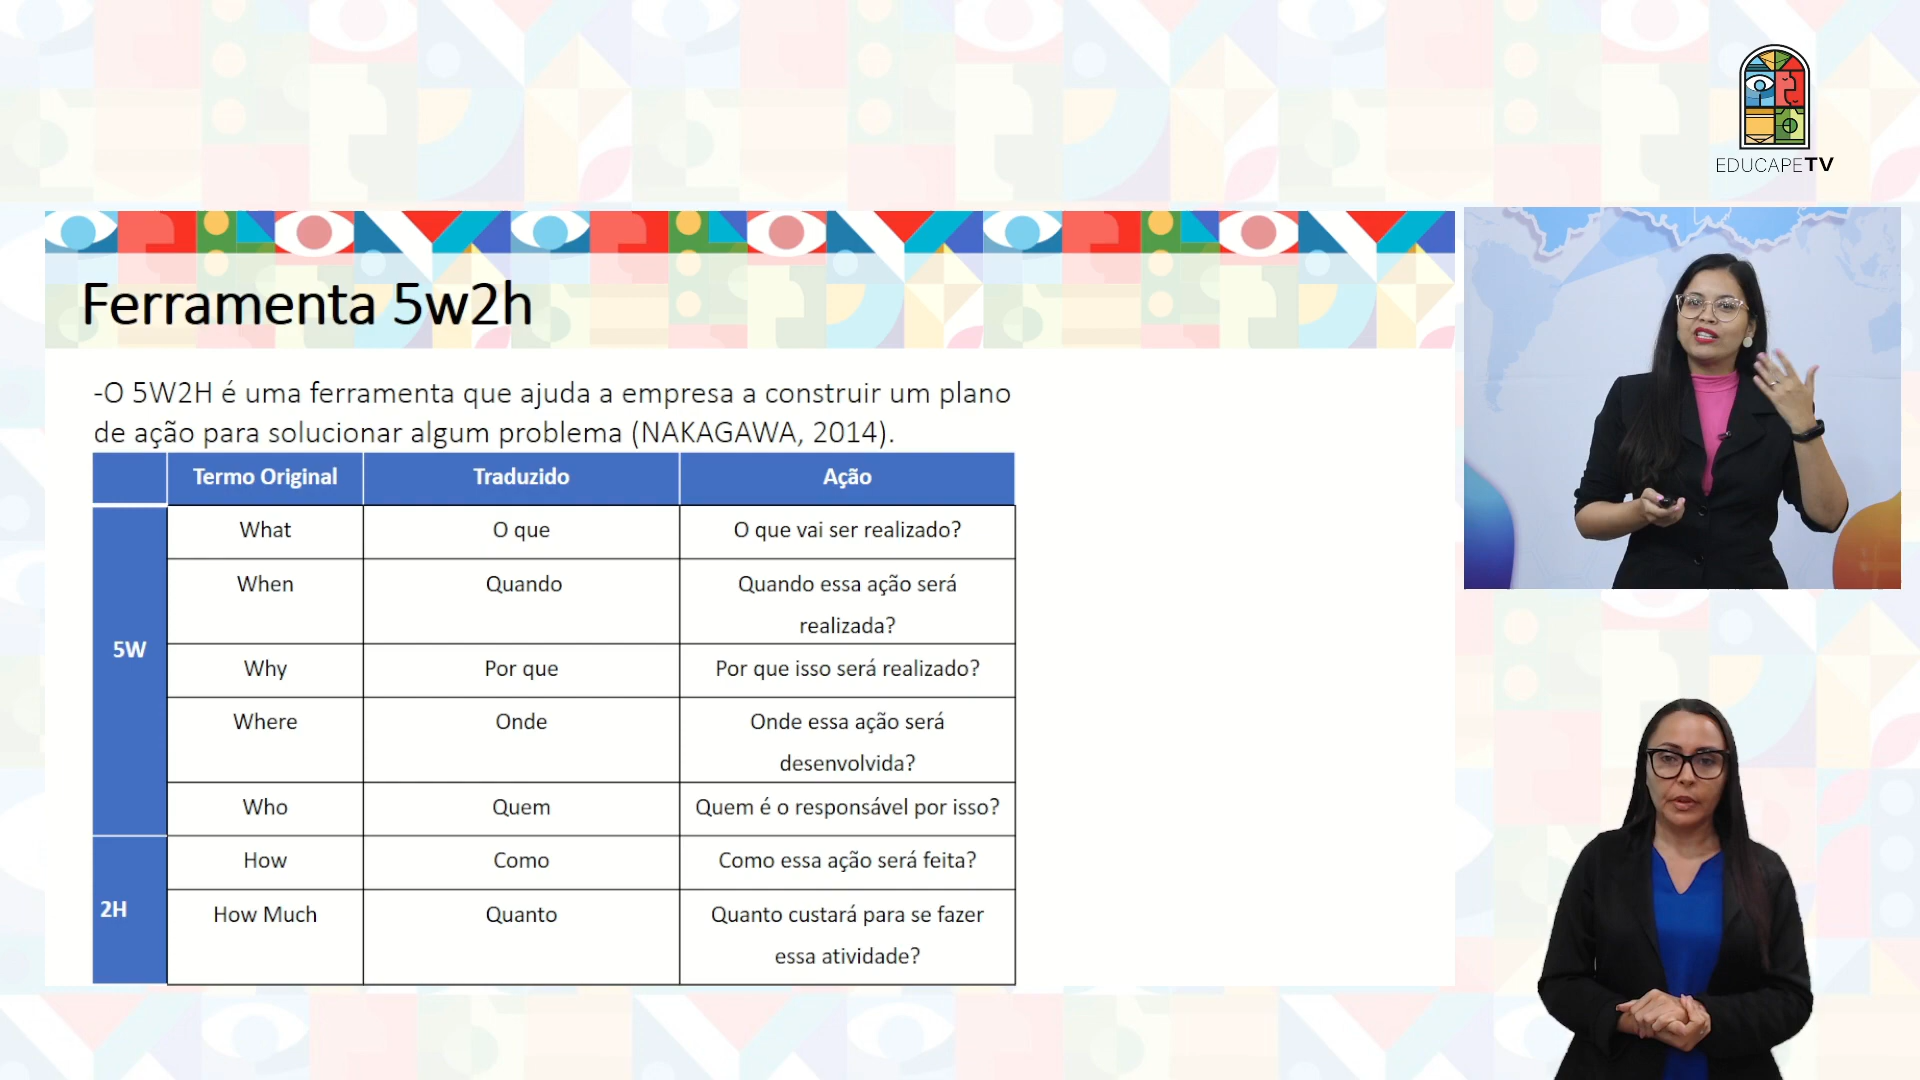 EDUCAPETV
Ferramenta 5w2h
-O 5W2H é uma ferramenta que ajuda a empresa a construir um plano
de ação para solucionar algum problema (NAKAGAWA, 2014).
Termo Original Traduzido Ação
5W
What O que O que vai ser realizado?
When Quando Quando essa ação será
realizada?
Why Por que Por que isso será realizado?
Where Onde Onde essa ação será
desenvolvida?
Who Quem Quem é o responsável por isso?
2H
How Como Como essa ação será feita?
How Much Quanto Quanto custará para se fazer
essa atividade?